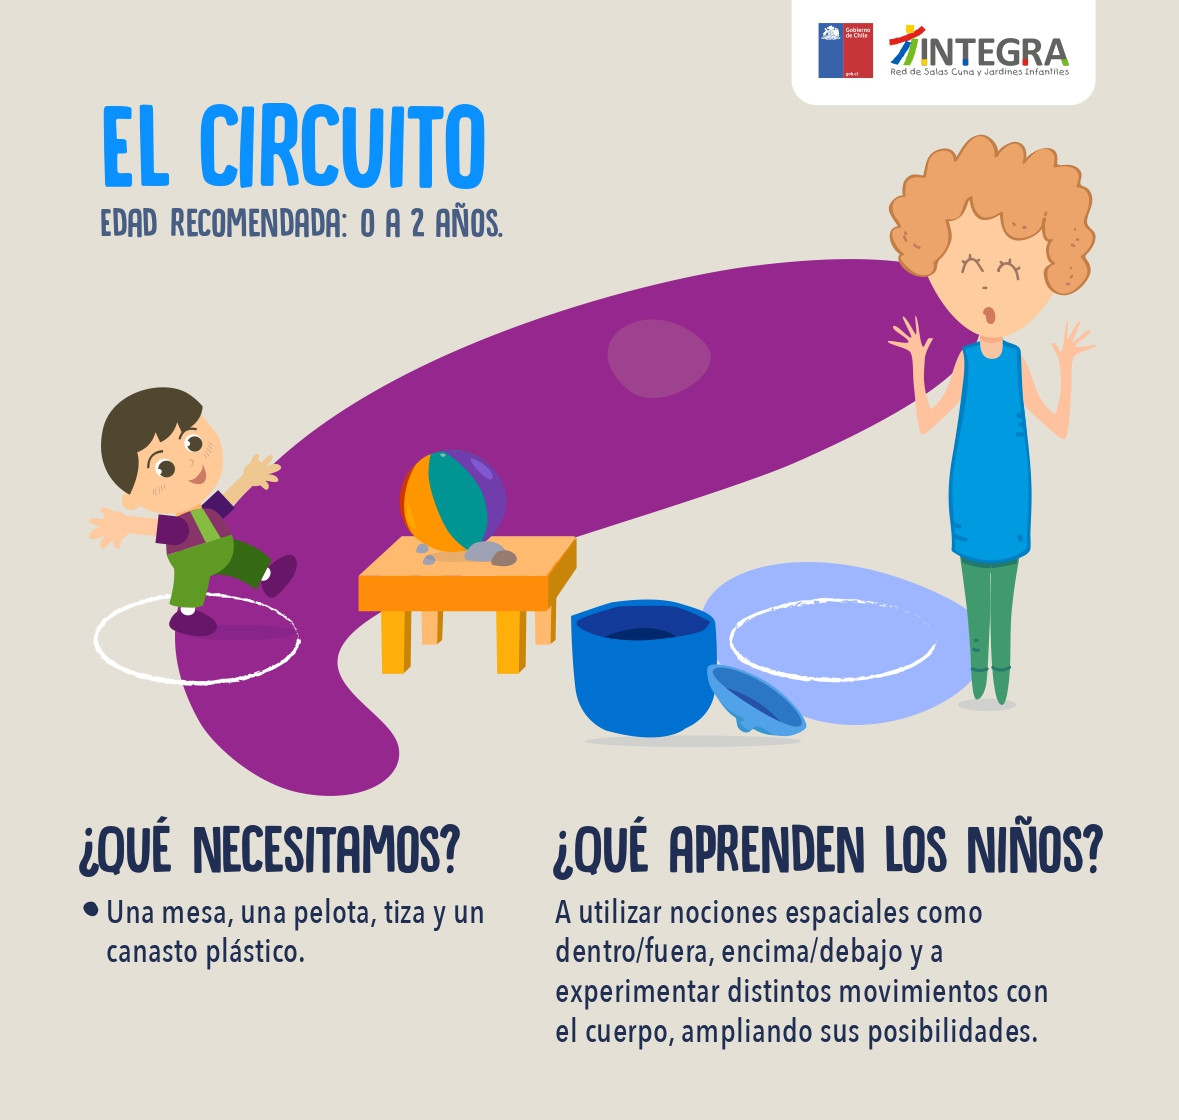 Gobierno
de Chile
gob.cl
INTEGRA
Red de Salas Cuna y Jardines Infantiles
EL CIRCUITO
EDAD RECOMENDADA: 0 A 2 AÑOS.
¿QUÉ NECESITAMOS?
Una mesa, una pelota, tiza y un
canasto plástico.
¿QUÉ APRENDEN LOS NIÑOS?
A utilizar nociones espaciales como
dentro/fuera, encima/debajo y a
experimentar distintos movimientos con
el cuerpo, ampliando sus posibilidades.